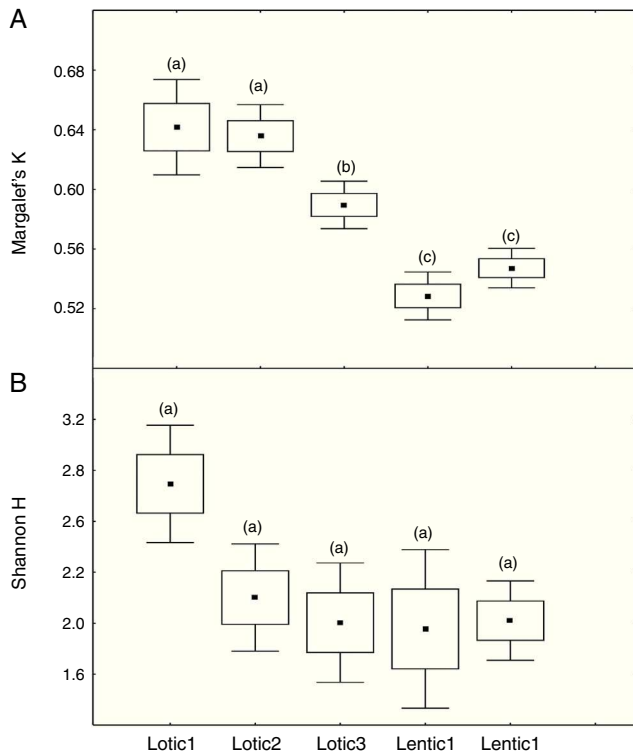 A
0.68
0.64
0.60
0.56
0.52
Margalef's K
(a)
(a)
(b)
(c)
(c)
B
3.2
2.8
2.6
2.2
2.0
1.6
Shannon H
(a)
(a)
(a)
(a)
(a)
Lotic1 Lotic2 Lotic3 Lentic1 Lentic1